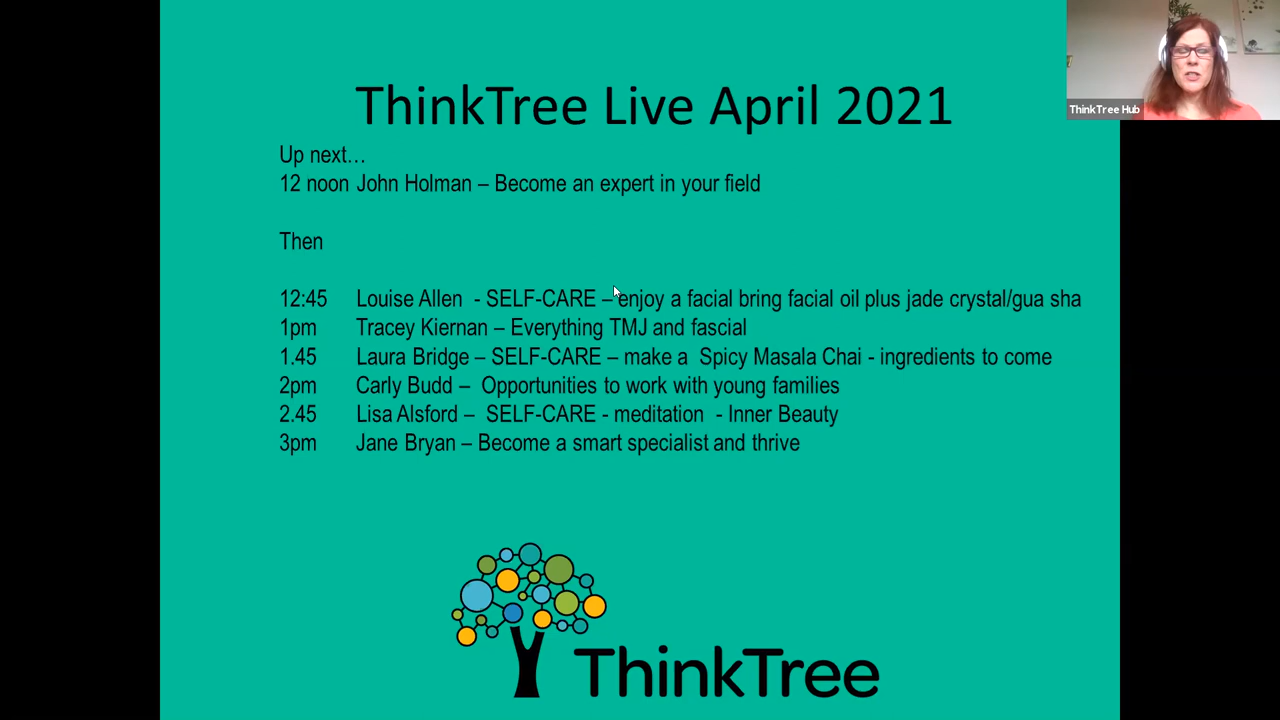 ThinkTree Live April 2021
ThinkTree Hub
Up next…
12 noon John Holman – Become an expert in your field
Then
12:45 Louise Allen - SELF-CARE – enjoy a facial bring facial oil plus jade crystal/gua sha
1pm Tracey Kiernan – Everything TMJ and fascial
1.45 Laura Bridge – SELF-CARE – make a Spicy Masala Chai - ingredients to come
2pm Carly Budd – Opportunities to work with young families
2.45 Lisa Alsford – SELF-CARE - meditation - Inner Beauty
3pm Jane Bryan – Become a smart specialist and thrive
ThinkTree